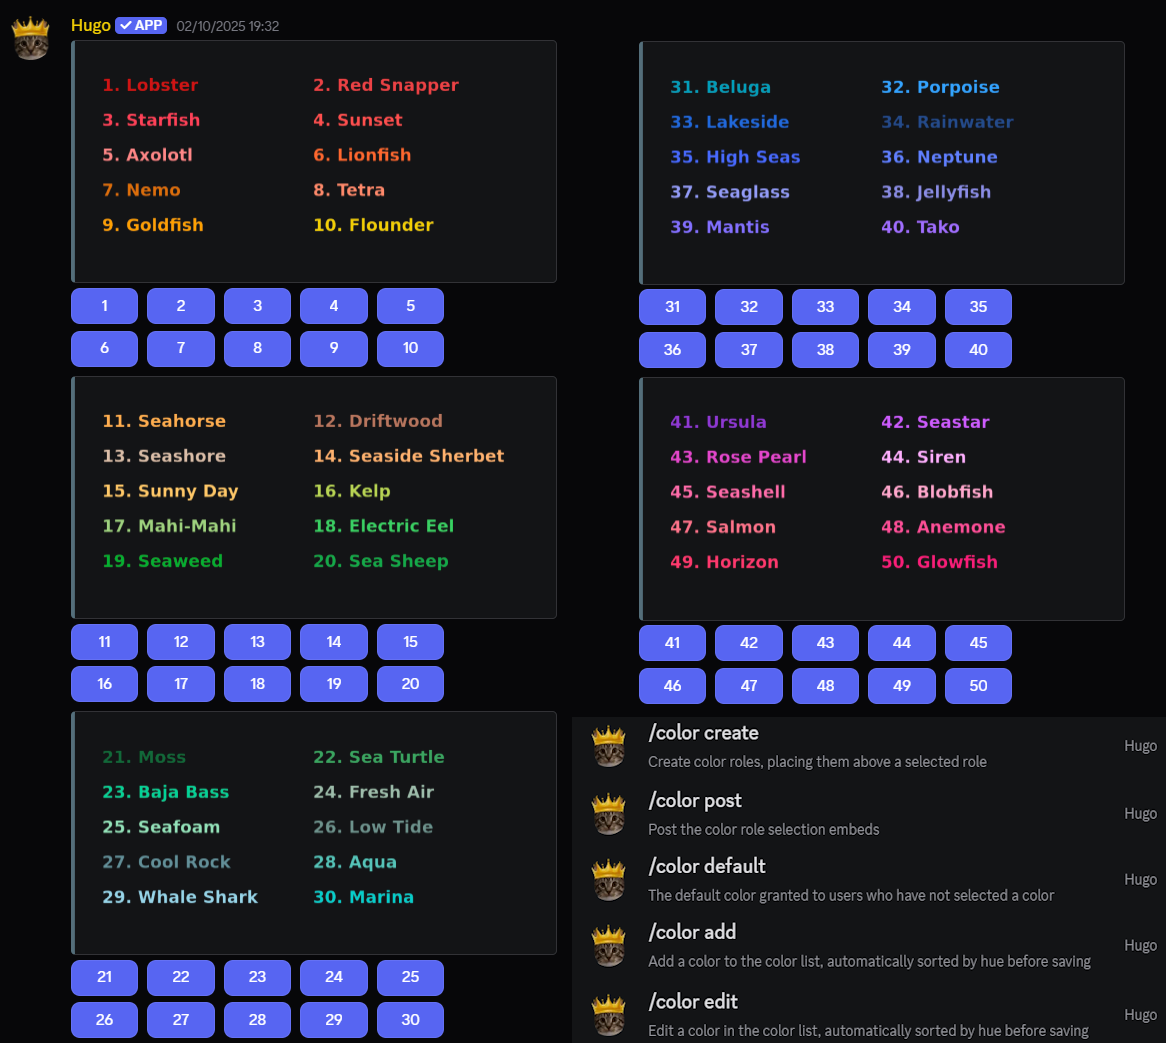 Hugo ✓ APP 02/10/2025 19:32
1. Lobster 2. Red Snapper
3. Starfish 4. Sunset
5. Axolotl 6. Lionfish
7. Nemo 8. Tetra
9. Goldfish 10. Flounder
1 2 3 4 5
6 7 8 9 10
11. Seahorse 12. Driftwood
13. Seashore 14. Seaside Sherbet
15. Sunny Day 16. Kelp
17. Mahi-Mahi 18. Electric Eel
19. Seaweed 20. Sea Sheep
11 12 13 14 15
16 17 18 19 20
21. Moss 22. Sea Turtle
23. Baja Bass 24. Fresh Air
25. Seafoam 26. Low Tide
27. Cool Rock 28. Aqua
29. Whale Shark 30. Marina
21 22 23 24 25
26 27 28 29 30
31. Beluga 32. Porpoise
33. Lakeside 34. Rainwater
35. High Seas 36. Neptune
37. Seaglass 38. Jellyfish
39. Mantis 40. Tako
31 32 33 34 35
36 37 38 39 40
41. Ursula 42. Seastar
43. Rose Pearl 44. Siren
45. Seashell 46. Blobfish
47. Salmon 48. Anemone
49. Horizon 50. Glowfish
41 42 43 44 45
46 47 48 49 50
/color create
Create color roles, placing them above a selected role
Hugo
/color post
Post the color role selection embeds
Hugo
/color default
The default color granted to users who have not selected a color
Hugo
/color add
Add a color to the color list, automatically sorted by hue before saving
Hugo
/color edit
Edit a color in the color list, automatically sorted by hue before saving
Hugo